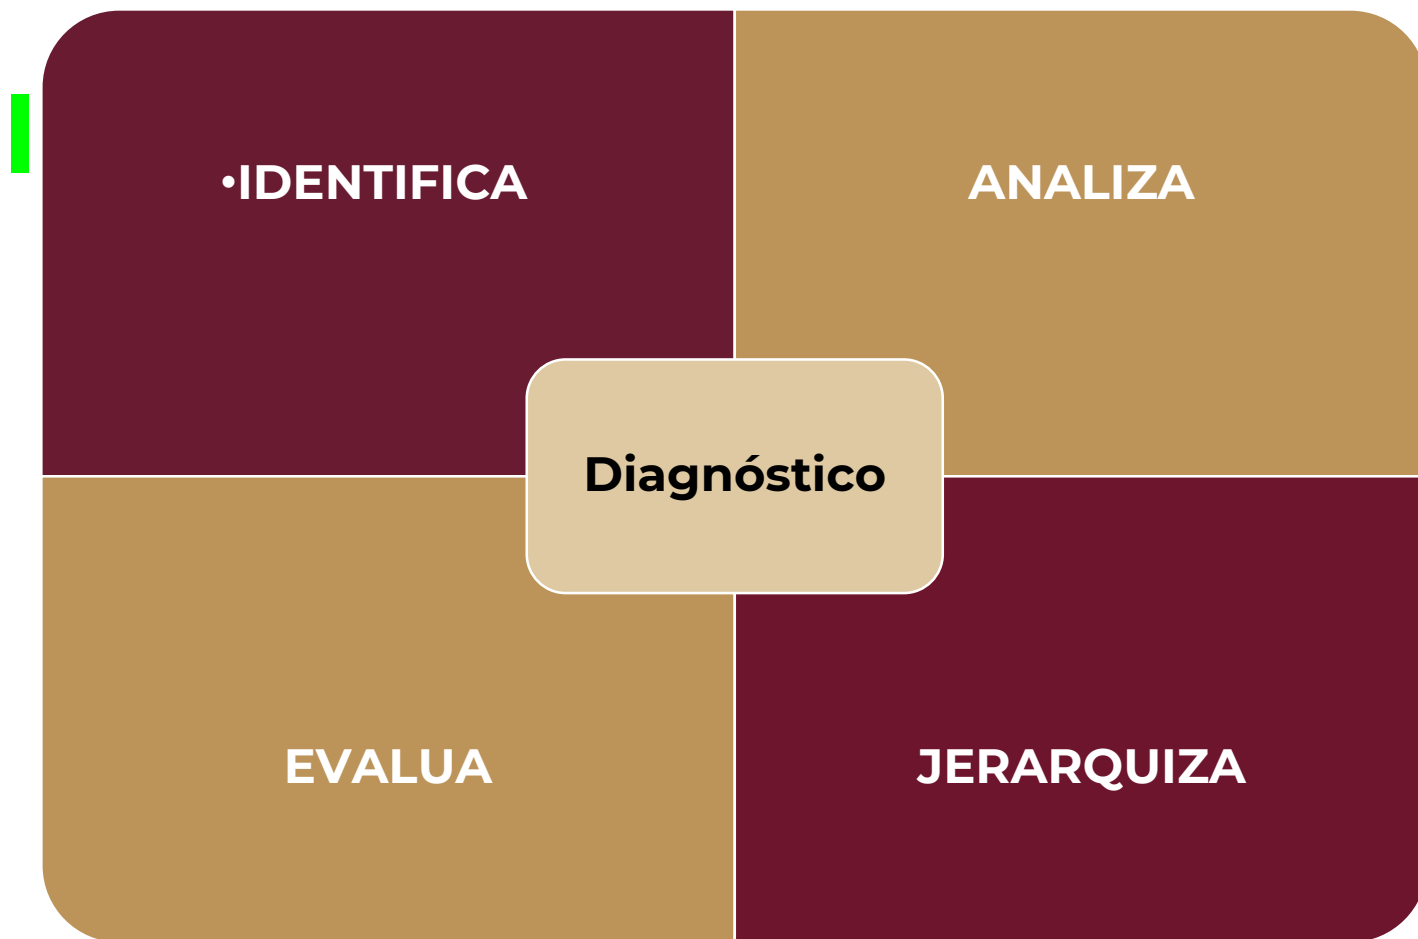 •IDENTIFICA
ANALIZA
Diagnóstico
EVALUA
JERARQUIZA